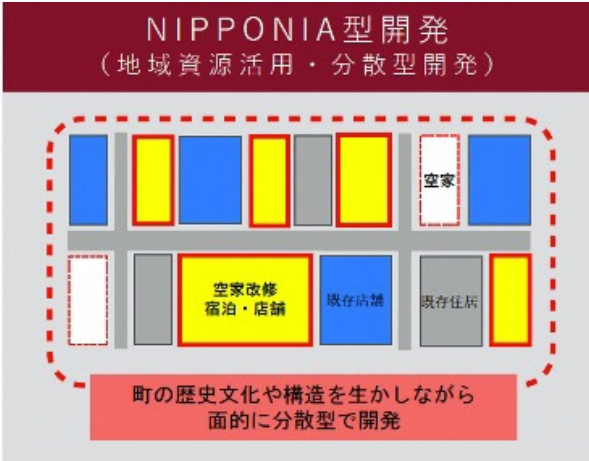 NIPPONIA型開発
（地域資源活用・分散型開発）
空家
空家改修
宿泊・店舗
既存店舗
既存住居
町の歴史文化や構造を生かしながら
面的に分散型で開発